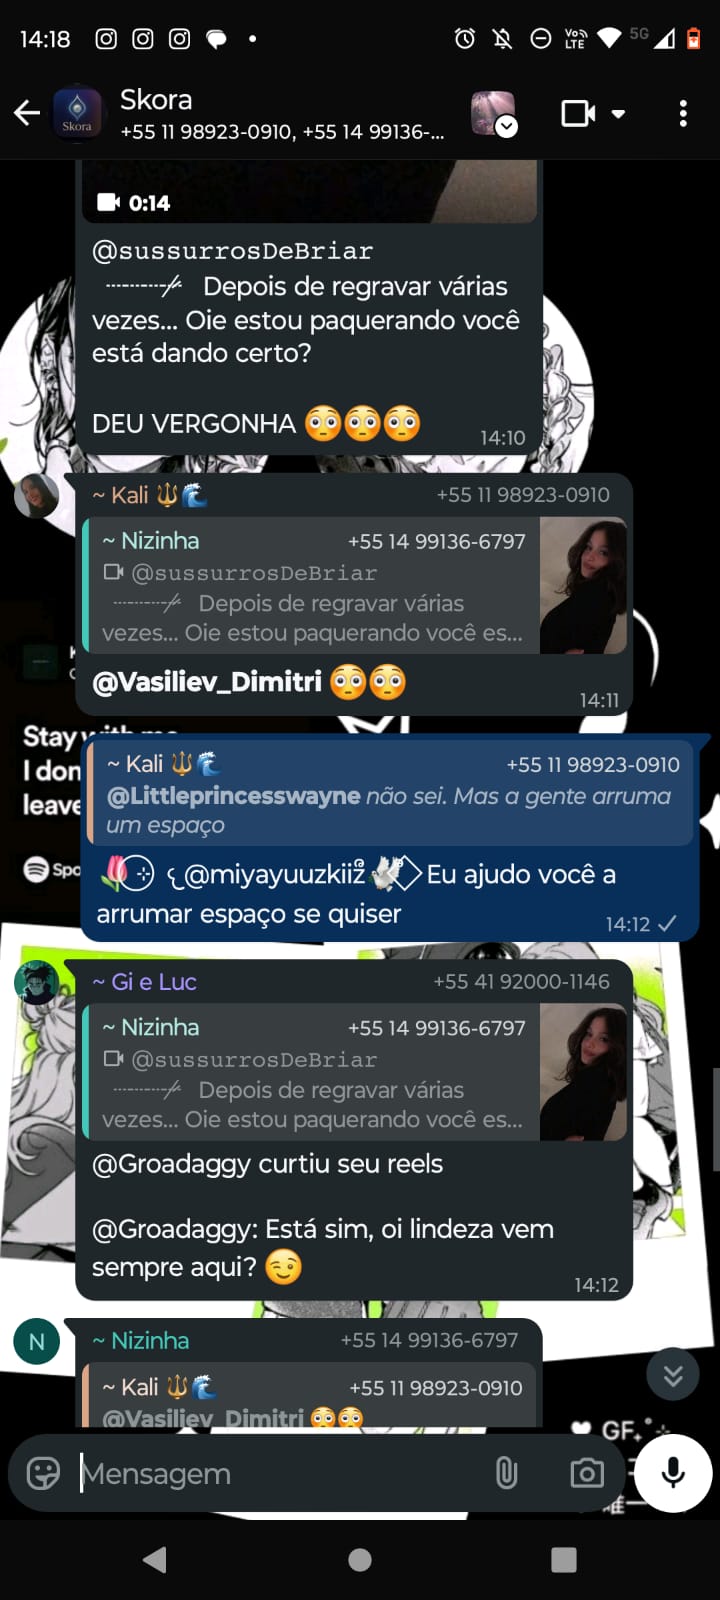 14:18
VoLTE 5G
Skora
Skora
+55 11 98923-0910, +55 14 99136-...
0:14
@sussurrosDeBriar
Depois de regravar várias
vezes... Oie estou paquerando você
está dando certo?
DEU VERGONHA 😳😳😳
14:10
~ Kali 🔱🌊 +55 11 98923-0910
~ Nizinha +55 14 99136-6797
@sussurrosDeBriar
Depois de regravar várias
vezes... Oie estou paquerando você es...
@Vasiliev_Dimitri 😳😳
14:11
Stay with me
I don
leave
Spo
~ Kali 🔱🌊 +55 11 98923-0910
@Littleprincesswayne não sei. Mas a gente arruma
um espaço
@miyayuuzkiiz Eu ajudo você a
arrumar espaço se quiser
14:12
~ Gi e Luc +55 41 92000-1146
~ Nizinha +55 14 99136-6797
@sussurrosDeBriar
Depois de regravar várias
vezes... Oie estou paquerando você es...
@Groadaggy curtiu seu reels
@Groadaggy: Está sim, oi lindeza vem
sempre aqui? 😉
14:12
N
~ Nizinha +55 14 99136-6797
~ Kali 🔱🌊 +55 11 98923-0910
@Vasiliev_Dimitri 😳😳
GF
Mensagem